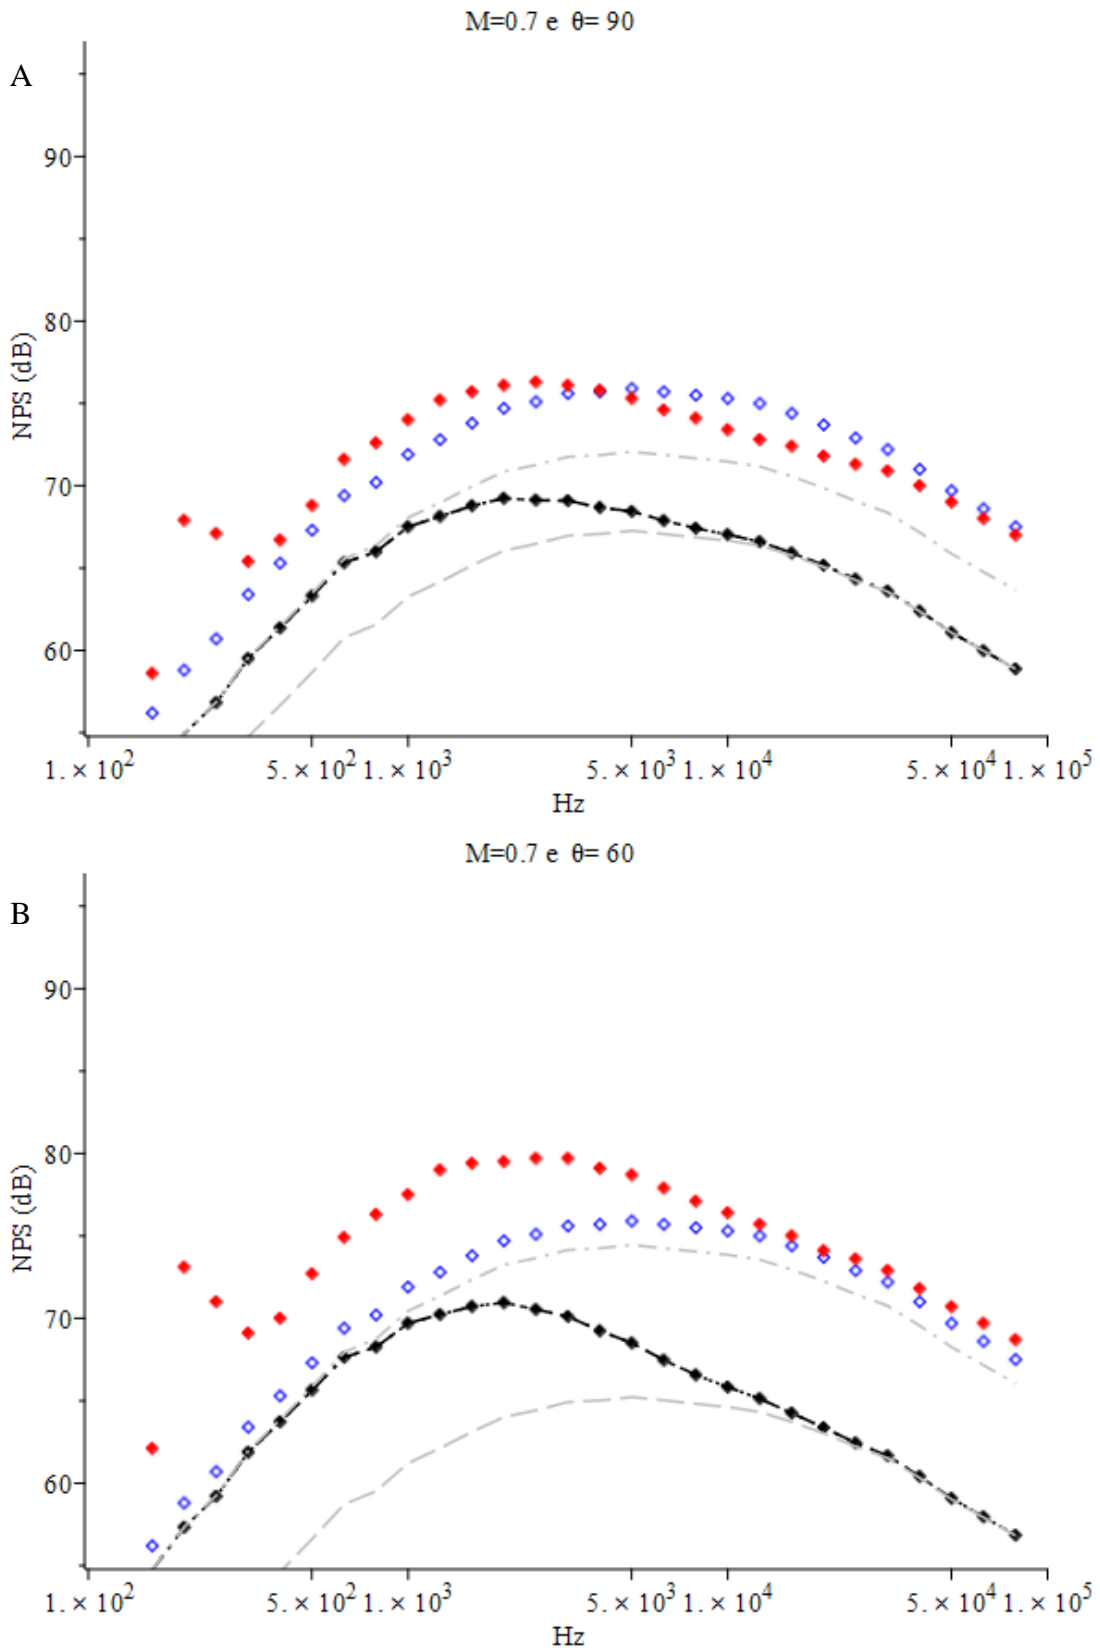 M=0.7 e θ= 90
A
90
80
NPS (dB)
70
60
1.×10² 5.×10² 1.×10³ 5.×10³ 1.×10⁴ 5.×10⁴ 1.×10⁵
Hz
M=0.7 e θ= 60
B
90
80
NPS (dB)
70
60
1.×10² 5.×10² 1.×10³ 5.×10³ 1.×10⁴ 5.×10⁴ 1.×10⁵
Hz